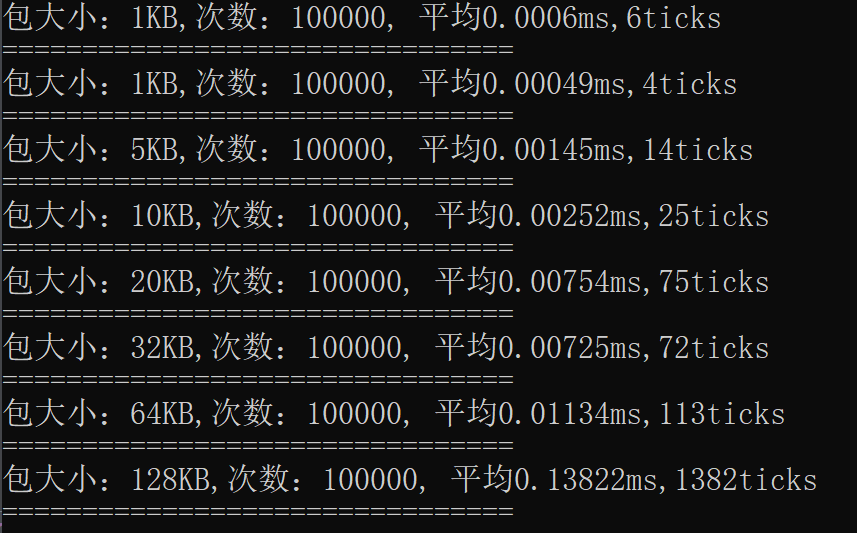 包大小：1KB,次数：100000, 平均0.0006ms,6ticks
================================
包大小：1KB,次数：100000, 平均0.00049ms,4ticks
================================
包大小：5KB,次数：100000, 平均0.00145ms,14ticks
================================
包大小：10KB,次数：100000, 平均0.00252ms,25ticks
================================
包大小：20KB,次数：100000, 平均0.00754ms,75ticks
================================
包大小：32KB,次数：100000, 平均0.00725ms,72ticks
================================
包大小：64KB,次数：100000, 平均0.01134ms,113ticks
================================
包大小：128KB,次数：100000, 平均0.13822ms,1382ticks
================================